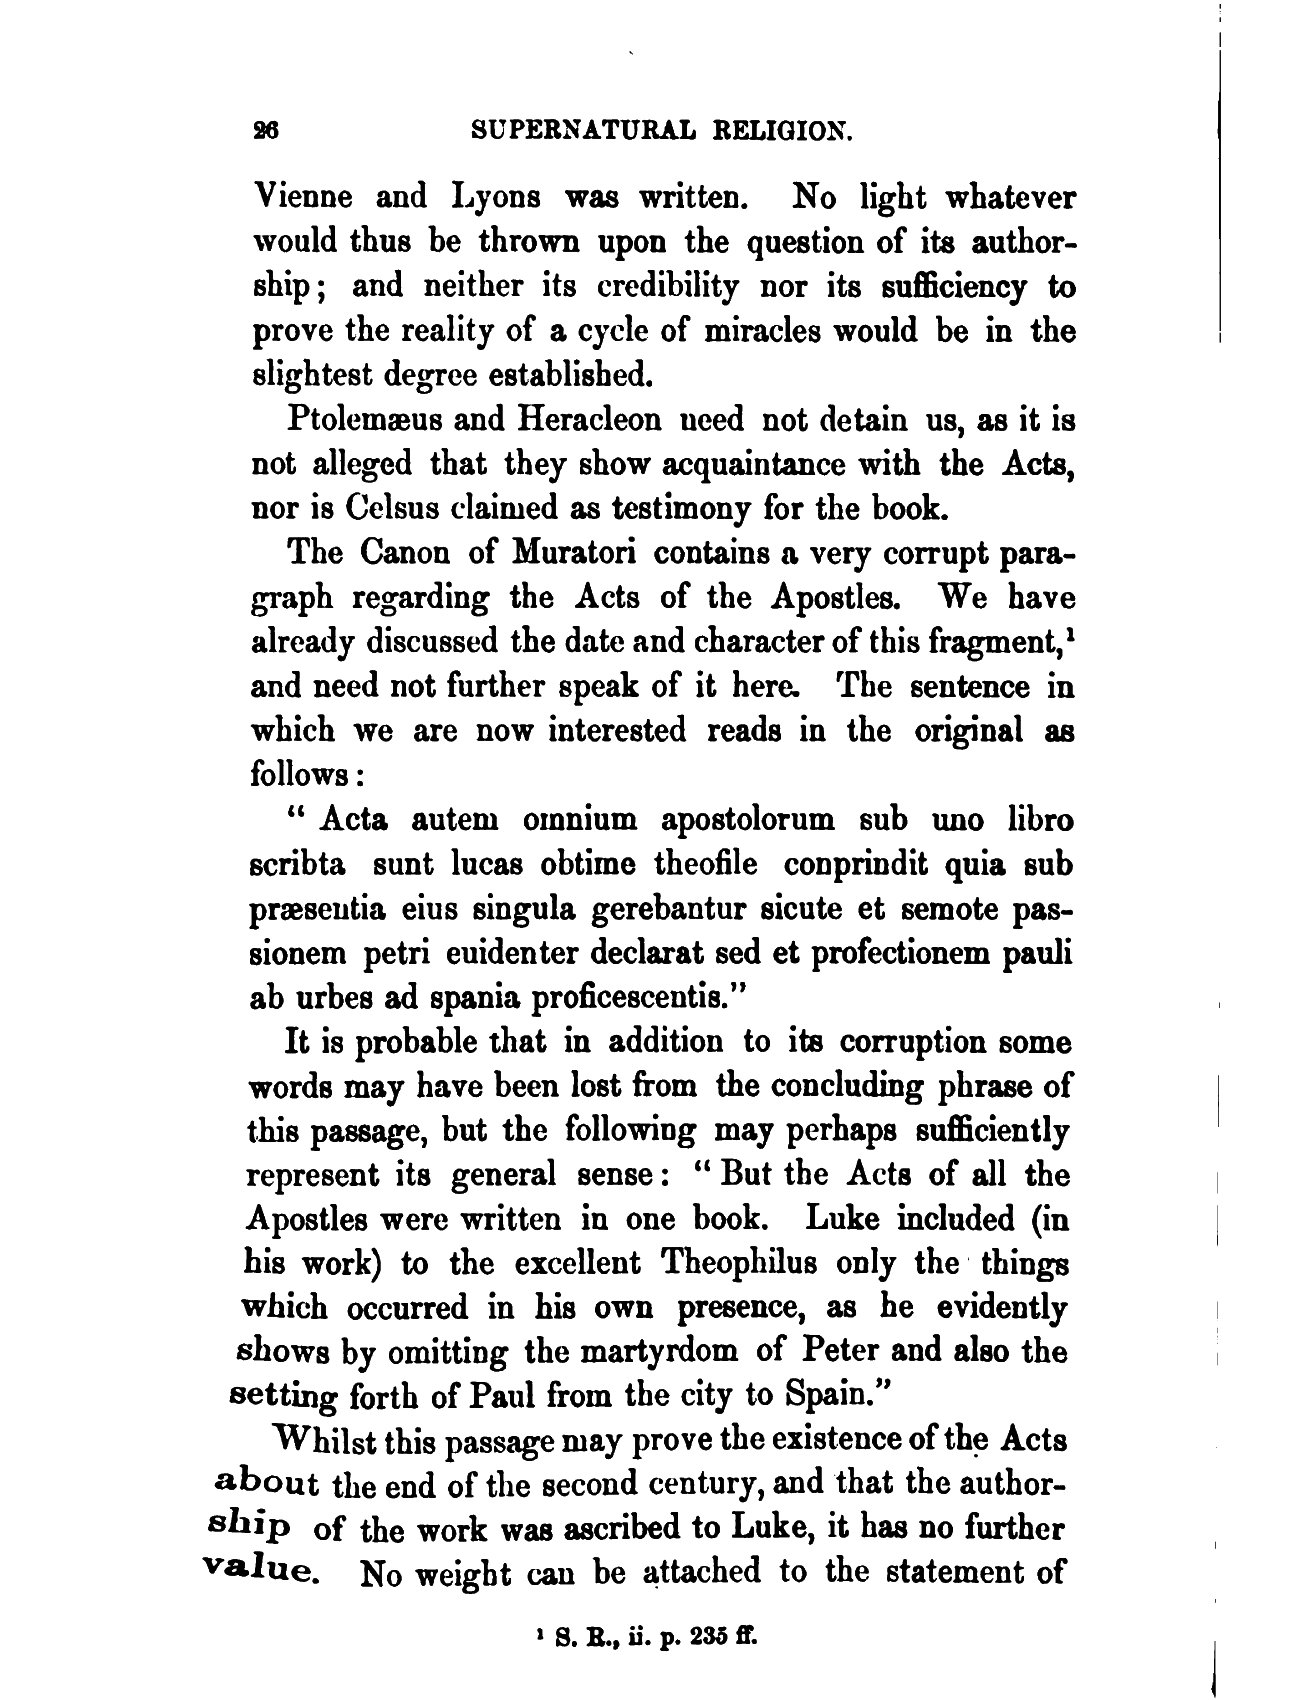 26 SUPERNATURAL RELIGION.
Vienne and Lyons was written. No light whatever
would thus be thrown upon the question of its author-
ship; and neither its credibility nor its sufficiency to
prove the reality of a cycle of miracles would be in the
slightest degree established.
Ptolemæus and Heracleon need not detain us, as it is
not alleged that they show acquaintance with the Acts,
nor is Celsus claimed as testimony for the book.
The Canon of Muratori contains a very corrupt para-
graph regarding the Acts of the Apostles. We have
already discussed the date and character of this fragment,¹
and need not further speak of it here. The sentence in
which we are now interested reads in the original as
follows:
“Acta autem omnium apostolorum sub uno libro
scribta sunt lucas obtime theofile conprindit quia sub
præsentia eius singula gerebantur sicute et semote pas-
sionem petri euidenter declarat sed et profectionem pauli
ab urbes ad spania proficescentis.”
It is probable that in addition to its corruption some
words may have been lost from the concluding phrase of
this passage, but the following may perhaps sufficiently
represent its general sense: “But the Acts of all the
Apostles were written in one book. Luke included (in
his work) to the excellent Theophilus only the things
which occurred in his own presence, as he evidently
shows by omitting the martyrdom of Peter and also the
setting forth of Paul from the city to Spain.”
Whilst this passage may prove the existence of the Acts
about the end of the second century, and that the author-
ship of the work was ascribed to Luke, it has no further
value. No weight can be attached to the statement of
¹ S. R., ii. p. 235 ff.